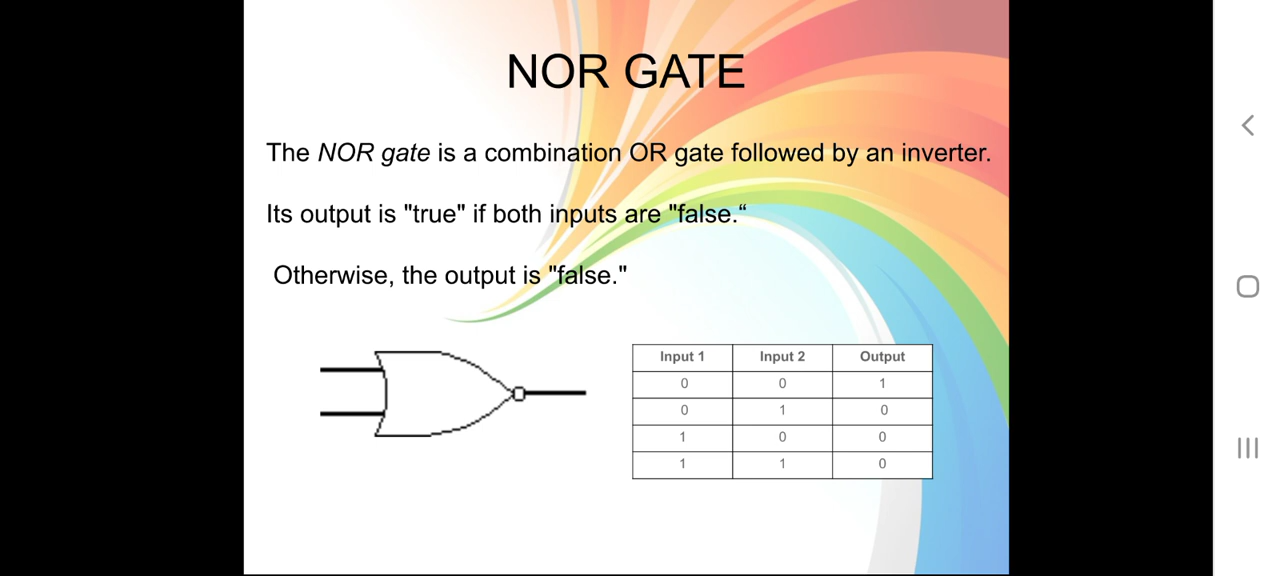 NOR GATE
The NOR gate is a combination OR gate followed by an inverter.
Its output is "true" if both inputs are "false.“
Otherwise, the output is "false."
Input 1 Input 2 Output
0 0 1
0 1 0
1 0 0
1 1 0